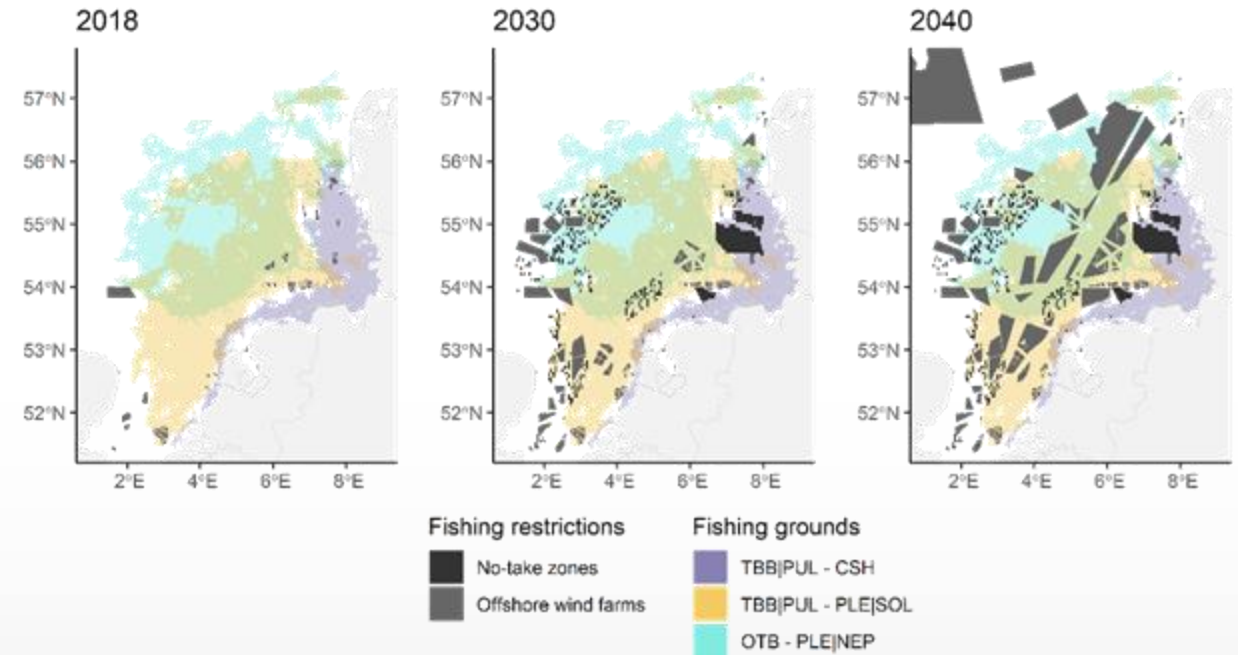 2018 2030 2040
57°N 57°N 57°N
56°N 56°N 56°N
55°N 55°N 55°N
54°N 54°N 54°N
53°N 53°N 53°N
52°N 52°N 52°N
2°E 4°E 6°E 8°E 2°E 4°E 6°E 8°E 2°E 4°E 6°E 8°E
Fishing restrictions
No-take zones
Offshore wind farms
Fishing grounds
TBB|PUL - CSH
TBB|PUL - PLE|SOL
OTB - PLE|NEP